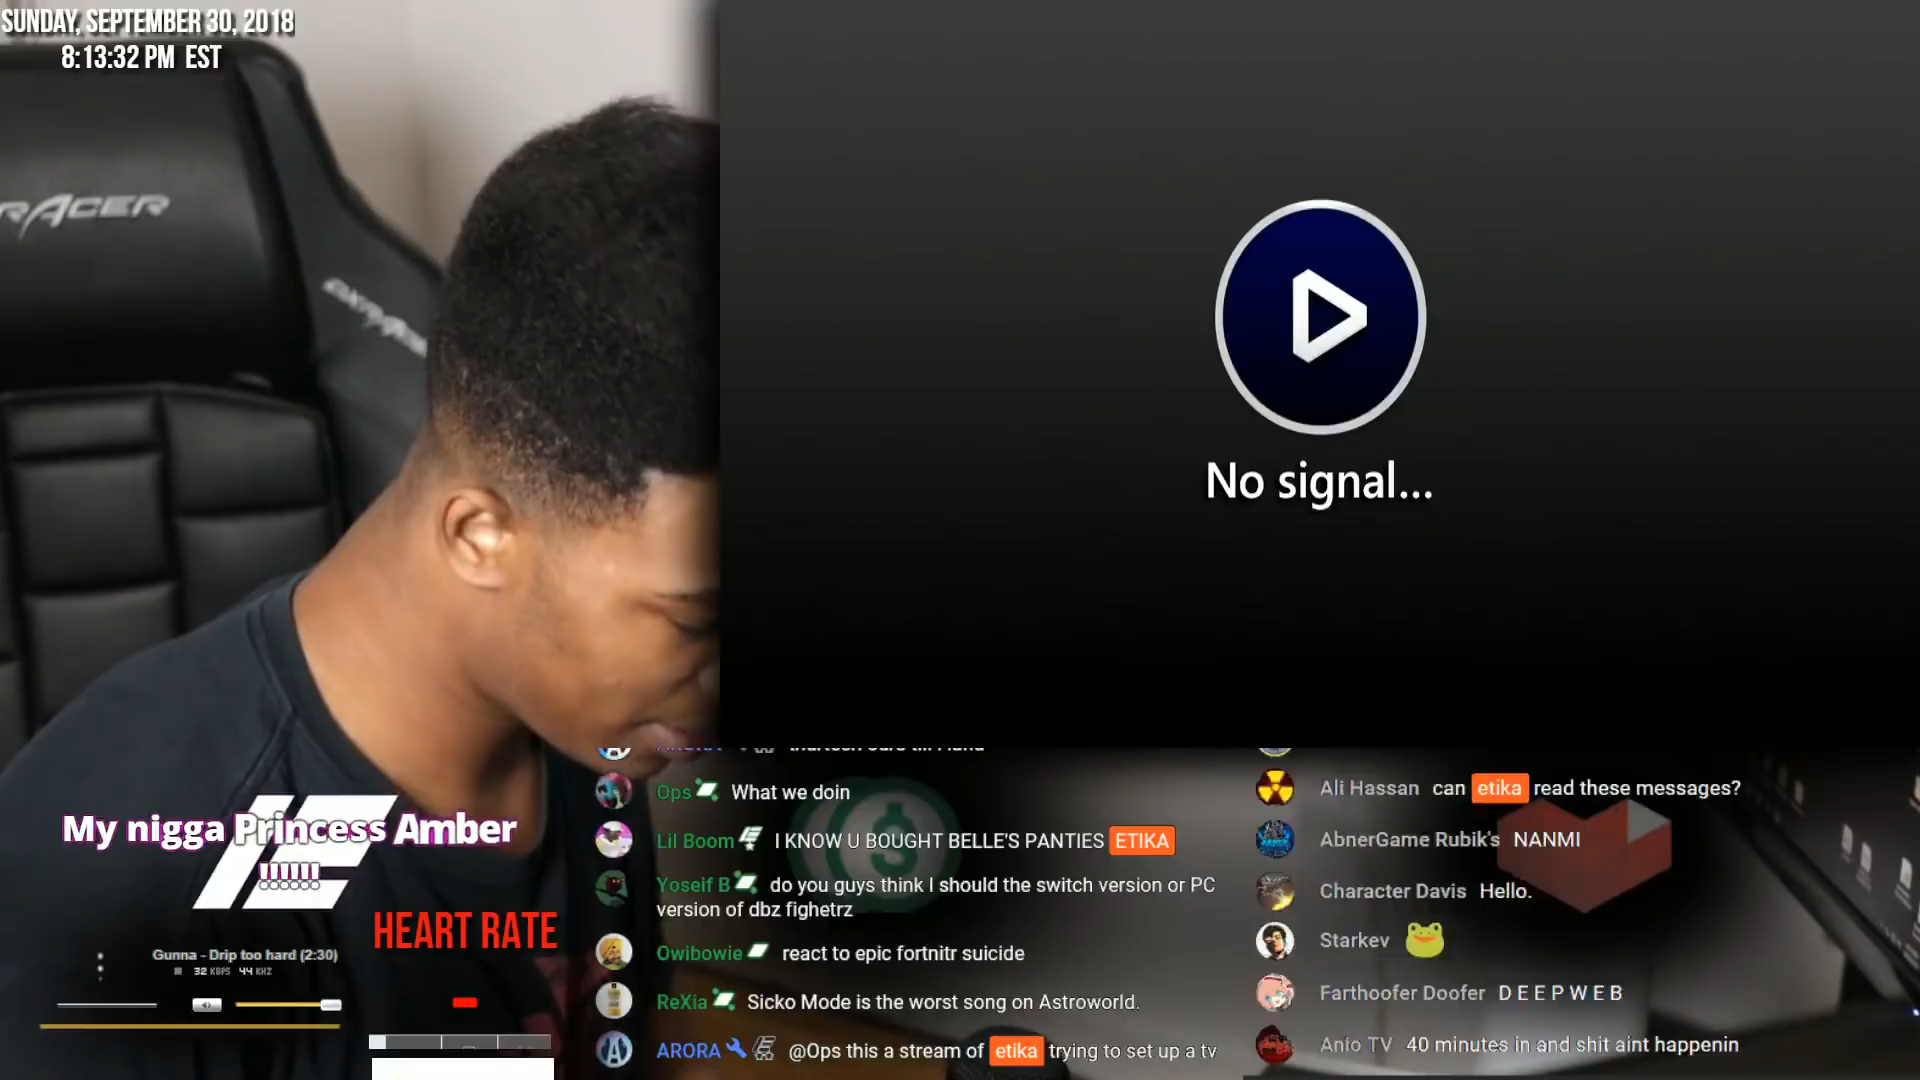 SUNDAY, SEPTEMBER 30, 2018
8:13:32 PM EST
RACER
No signal...
My nigga Princess Amber
!!!!!!
HEART RATE
Gunna - Drip too hard (2:30)
32 KBPS 44 KHZ
Ops What we doin
Lil Boom I KNOW U BOUGHT BELLE'S PANTIES ETIKA
Yoseif B do you guys think I should the switch version or PC
version of dbz fighetrz
Owibowie react to epic fortnitr suicide
ReXia Sicko Mode is the worst song on Astroworld.
ARORA @Ops this a stream of etika trying to set up a tv
Ali Hassan can etika read these messages?
AbnerGame Rubik's NANMI
Character Davis Hello.
Starkev 🐸
Farthoofer Doofer D E E P W E B
Anio TV 40 minutes in and shit aint happenin